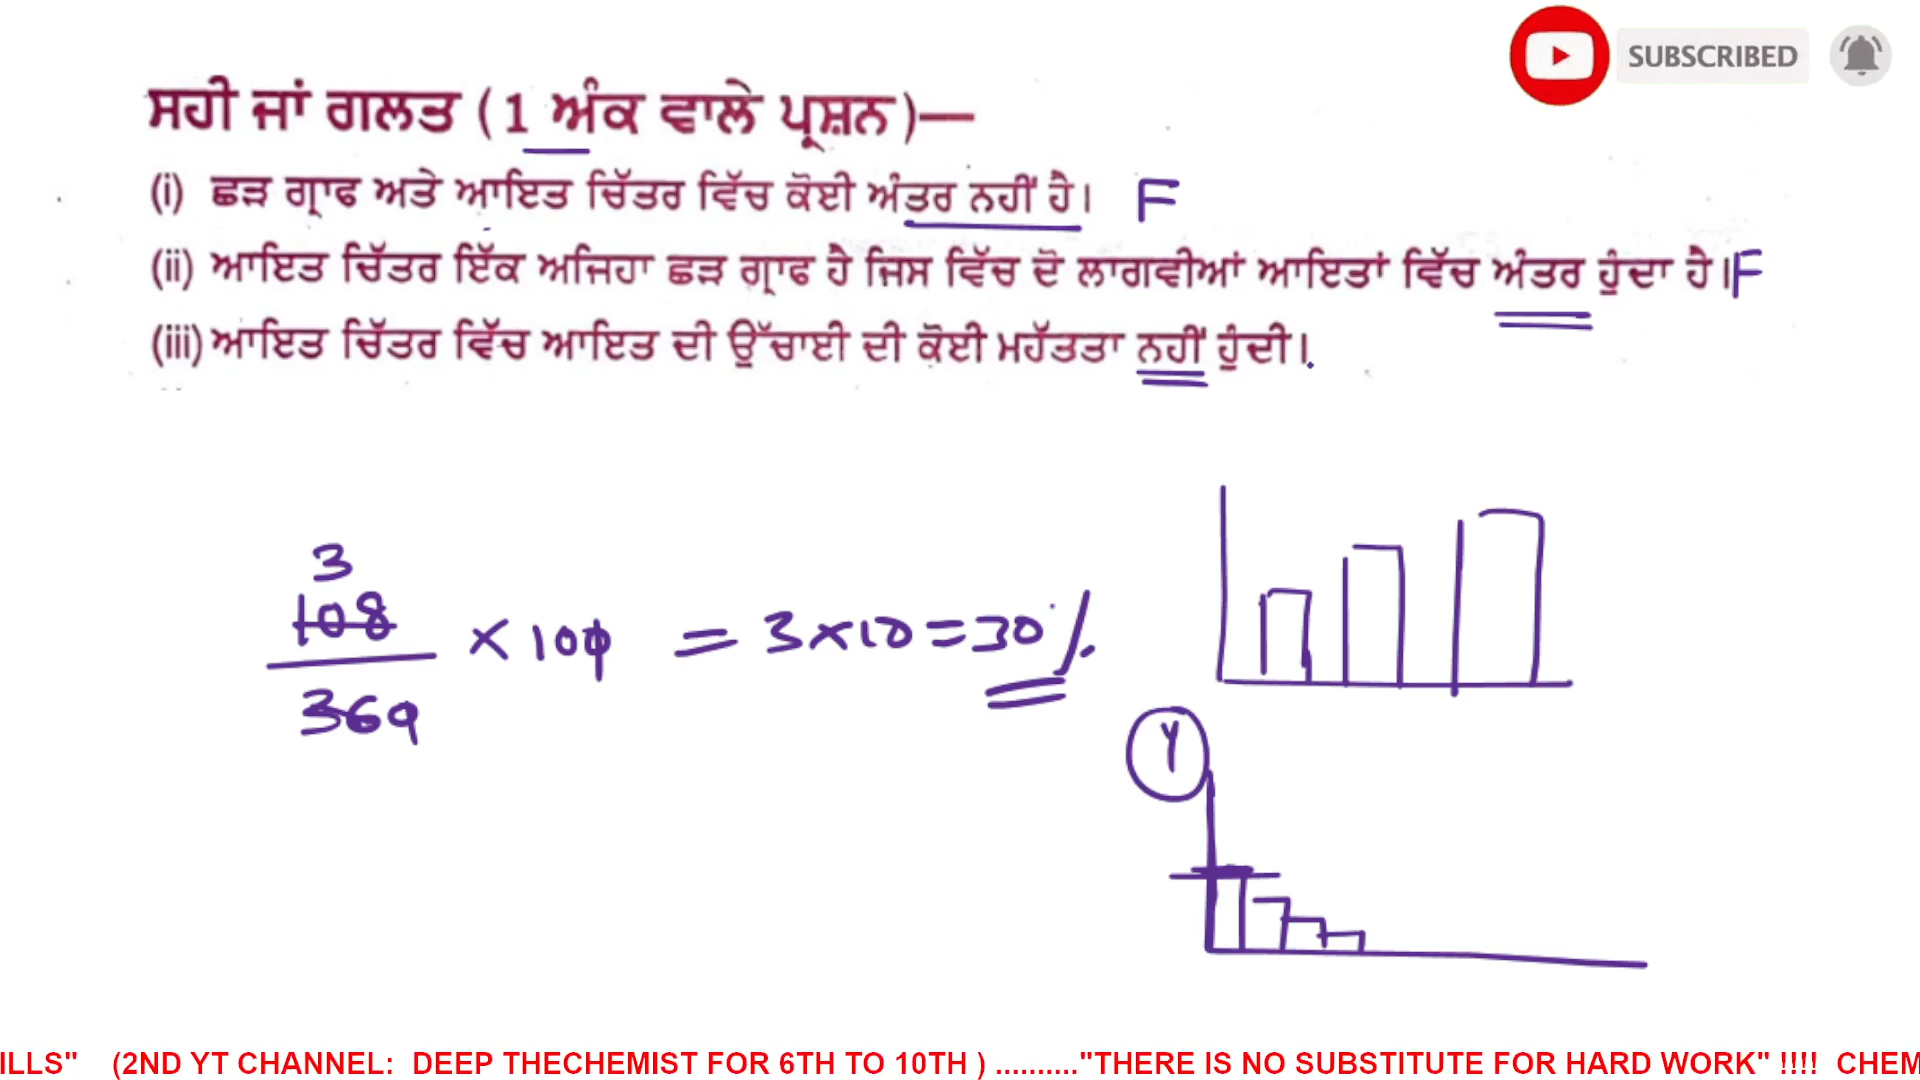 SUBSCRIBED
ਸਹੀ ਜਾਂ ਗਲਤ (1 ਅੰਕ ਵਾਲੇ ਪ੍ਰਸ਼ਨ)—
(i) ਛੜ ਗ੍ਰਾਫ ਅਤੇ ਆਇਤ ਚਿੱਤਰ ਵਿੱਚ ਕੋਈ ਅੰਤਰ ਨਹੀਂ ਹੈ। F
(ii) ਆਇਤ ਚਿੱਤਰ ਇੱਕ ਅਜਿਹਾ ਛੜ ਗ੍ਰਾਫ ਹੈ ਜਿਸ ਵਿੱਚ ਦੋ ਲਾਗਵੀਆਂ ਆਇਤਾਂ ਵਿੱਚ ਅੰਤਰ ਹੁੰਦਾ ਹੈ। F
(iii) ਆਇਤ ਚਿੱਤਰ ਵਿੱਚ ਆਇਤ ਦੀ ਉੱਚਾਈ ਦੀ ਕੋਈ ਮਹੱਤਤਾ ਨਹੀਂ ਹੁੰਦੀ।
3
108
× 100 = 3 × 10 = 30%
360
Y
ILLS" (2ND YT CHANNEL: DEEP THECHEMIST FOR 6TH TO 10TH ) .........."THERE IS NO SUBSTITUTE FOR HARD WORK" !!!! CHEM